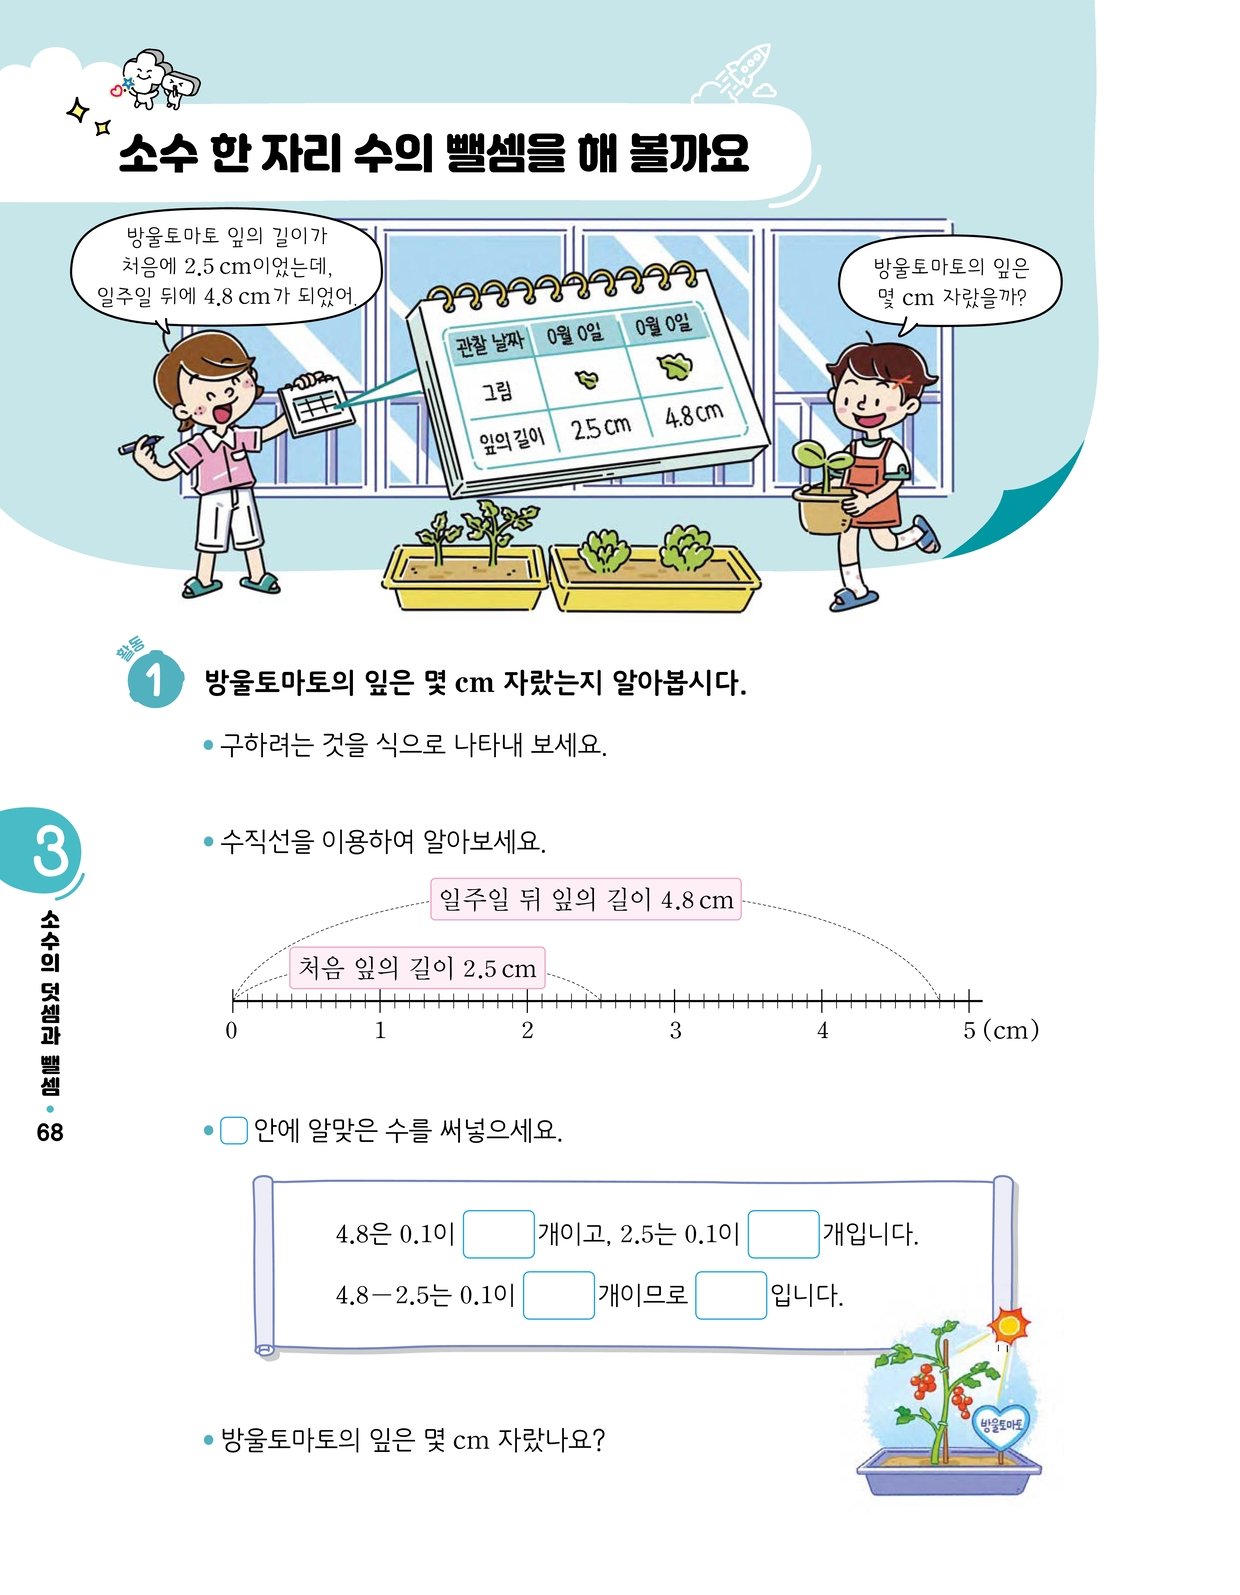 소수 한 자리 수의 뺄셈을 해 볼까요
방울토마토 잎의 길이가
처음에 2.5 cm이었는데,
일주일 뒤에 4.8 cm가 되었어.
방울토마토의 잎은
몇 cm 자랐을까?
관찰 날짜 0월 0일 0월 0일
그림
잎의 길이 2.5 cm 4.8 cm
활동
1 방울토마토의 잎은 몇 cm 자랐는지 알아봅시다.
• 구하려는 것을 식으로 나타내 보세요.
• 수직선을 이용하여 알아보세요.
일주일 뒤 잎의 길이 4.8 cm
처음 잎의 길이 2.5 cm
0 1 2 3 4 5 (cm)
• □ 안에 알맞은 수를 써넣으세요.
4.8은 0.1이 □ 개이고, 2.5는 0.1이 □ 개입니다.
4.8-2.5는 0.1이 □ 개이므로 □ 입니다.
방울토마토
• 방울토마토의 잎은 몇 cm 자랐나요?
3
소수의 덧셈과 뺄셈 •
68